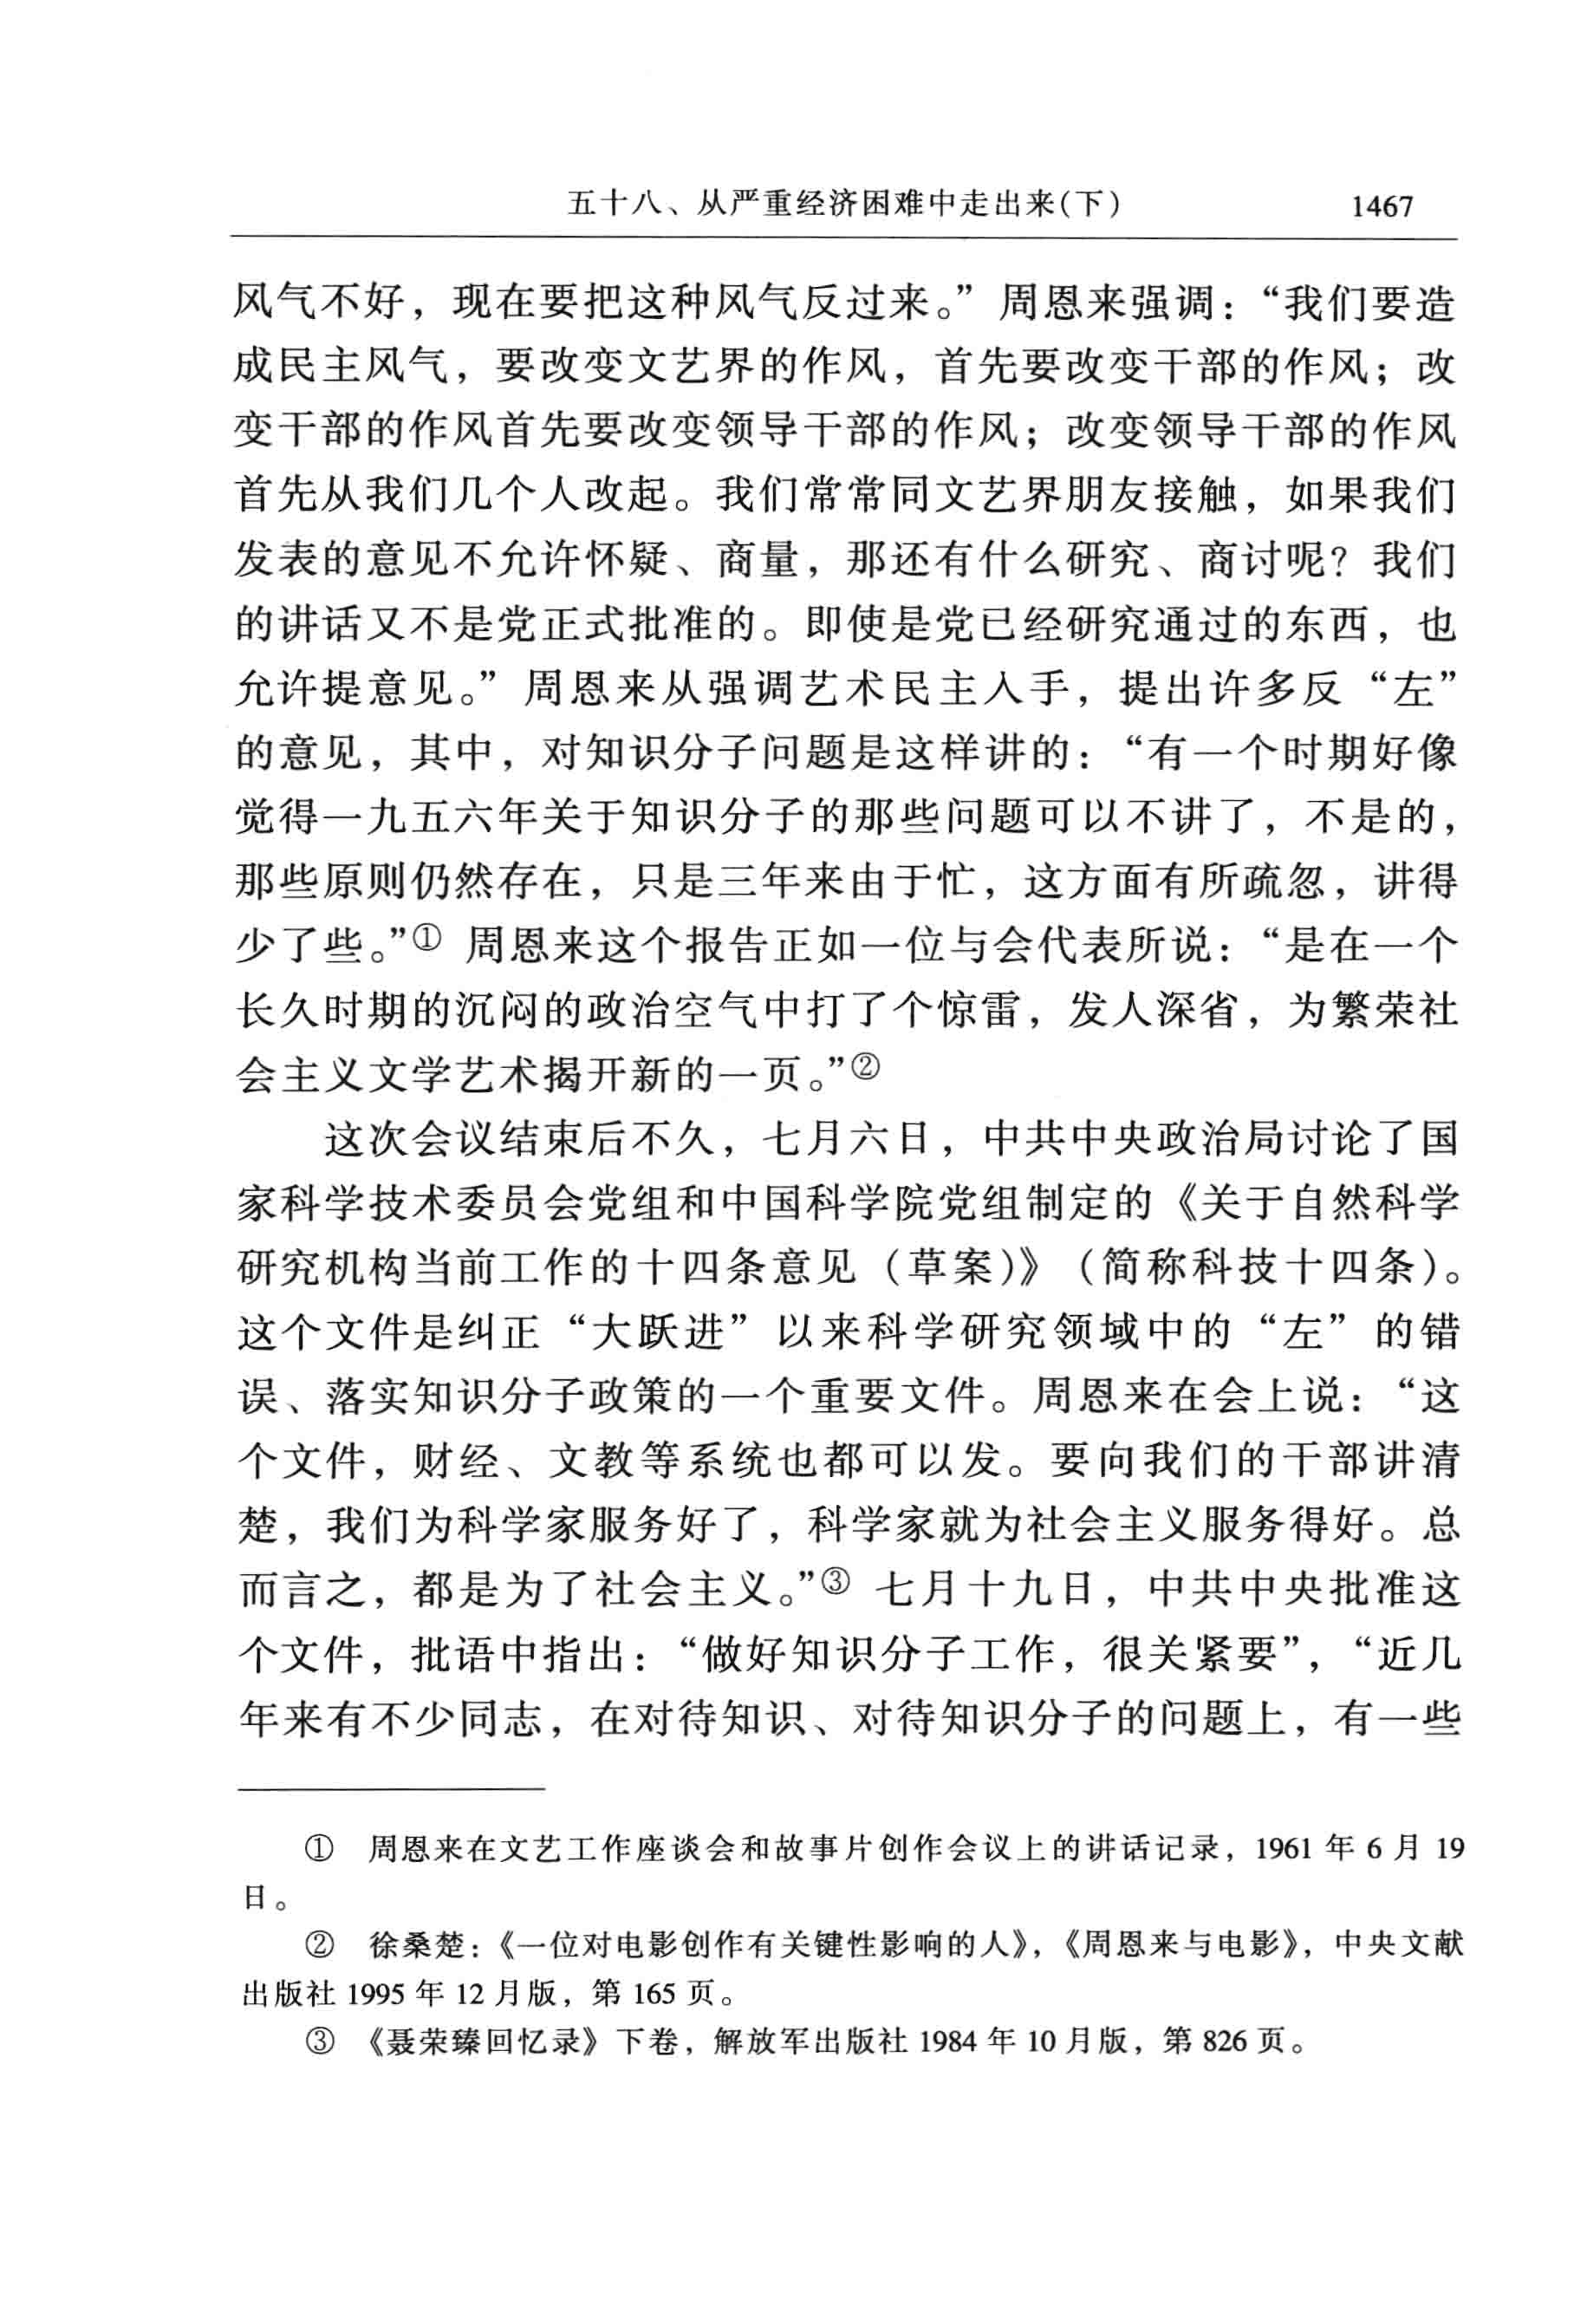 五十八、从严重经济困难中走出来(下) 1467
风气不好，现在要把这种风气反过来。”周恩来强调：“我们要造
成民主风气，要改变文艺界的作风，首先要改变干部的作风；改
变干部的作风首先要改变领导干部的作风；改变领导干部的作风
首先从我们几个人改起。我们常常同文艺界朋友接触，如果我们
发表的意见不允许怀疑、商量，那还有什么研究、商讨呢？我们
的讲话又不是党正式批准的。即使是党已经研究通过的东西，也
允许提意见。”周恩来从强调艺术民主入手，提出许多反“左”
的意见，其中，对知识分子问题是这样讲的：“有一个时期好像
觉得一九五六年关于知识分子的那些问题可以不讲了，不是的，
那些原则仍然存在，只是三年来由于忙，这方面有所疏忽，讲得
少了些。”① 周恩来这个报告正如一位与会代表所说：“是在一个
长久时期的沉闷的政治空气中打了个惊雷，发人深省，为繁荣社
会主义文学艺术揭开新的一页。”②
这次会议结束后不久，七月六日，中共中央政治局讨论了国
家科学技术委员会党组和中国科学院党组制定的《关于自然科学
研究机构当前工作的十四条意见（草案）》（简称科技十四条）。
这个文件是纠正“大跃进”以来科学研究领域中的“左”的错
误、落实知识分子政策的一个重要文件。周恩来在会上说：“这
个文件，财经、文教等系统也都可以发。要向我们的干部讲清
楚，我们为科学家服务好了，科学家就为社会主义服务得好。总
而言之，都是为了社会主义。”③ 七月十九日，中共中央批准这
个文件，批语中指出：“做好知识分子工作，很关紧要”，“近几
年来有不少同志，在对待知识、对待知识分子的问题上，有一些
① 周恩来在文艺工作座谈会和故事片创作会议上的讲话记录，1961 年 6 月 19
日。
② 徐桑楚：《一位对电影创作有关键性影响的人》，《周恩来与电影》，中央文献
出版社 1995 年 12 月版，第 165 页。
③ 《聂荣臻回忆录》下卷，解放军出版社 1984 年 10 月版，第 826 页。